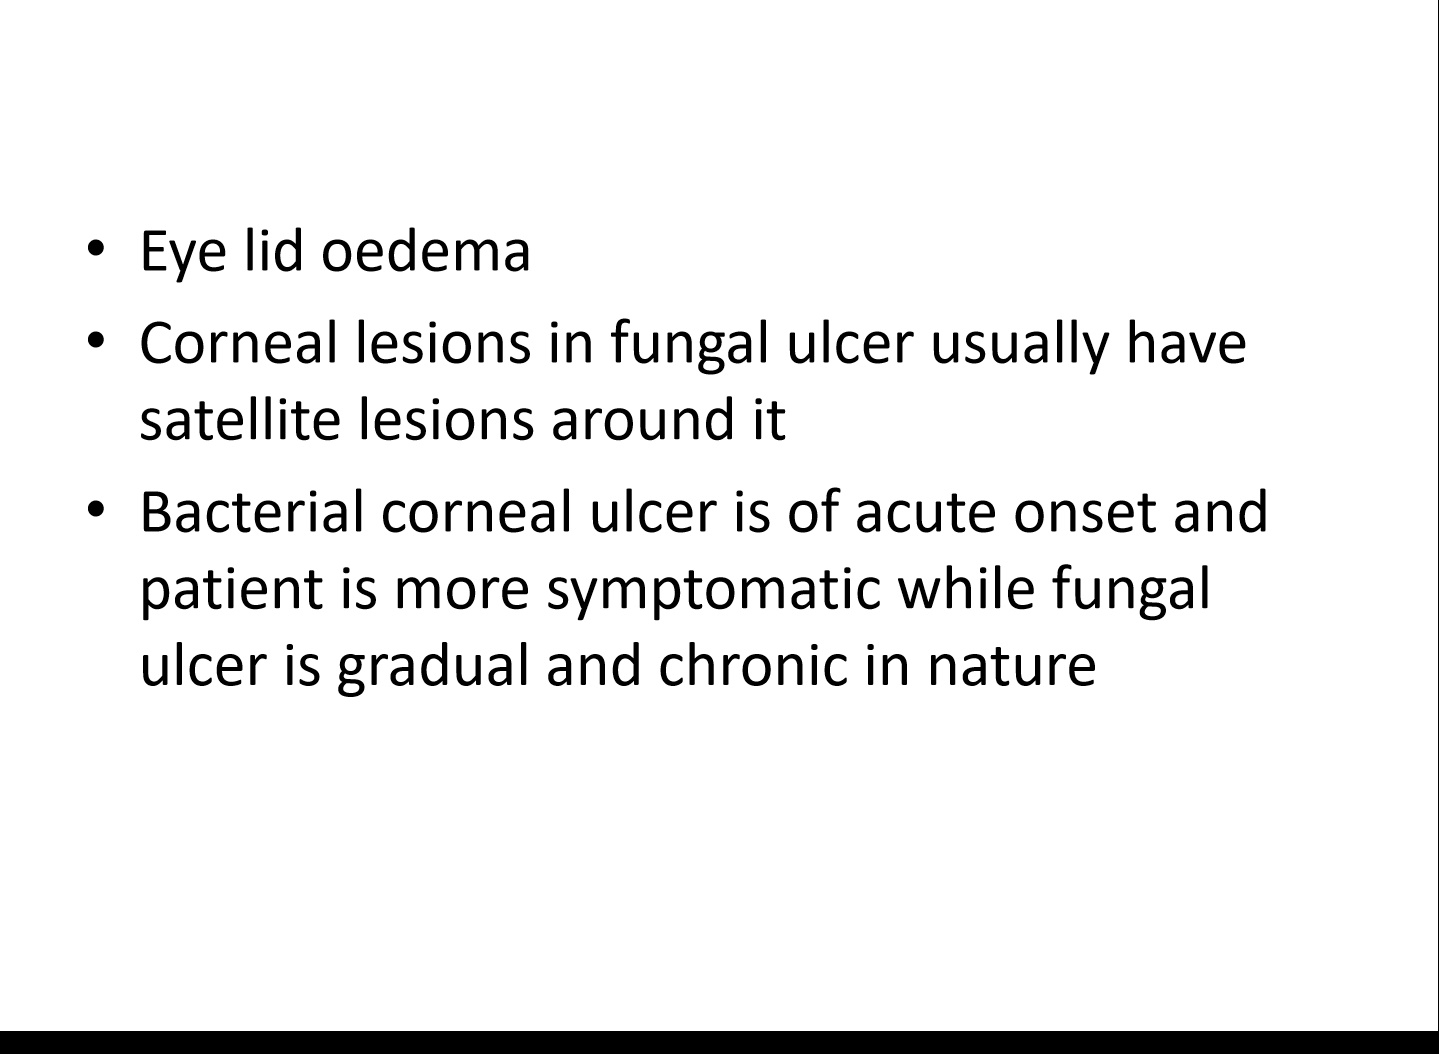 • Eye lid oedema
• Corneal lesions in fungal ulcer usually have
satellite lesions around it
• Bacterial corneal ulcer is of acute onset and
patient is more symptomatic while fungal
ulcer is gradual and chronic in nature